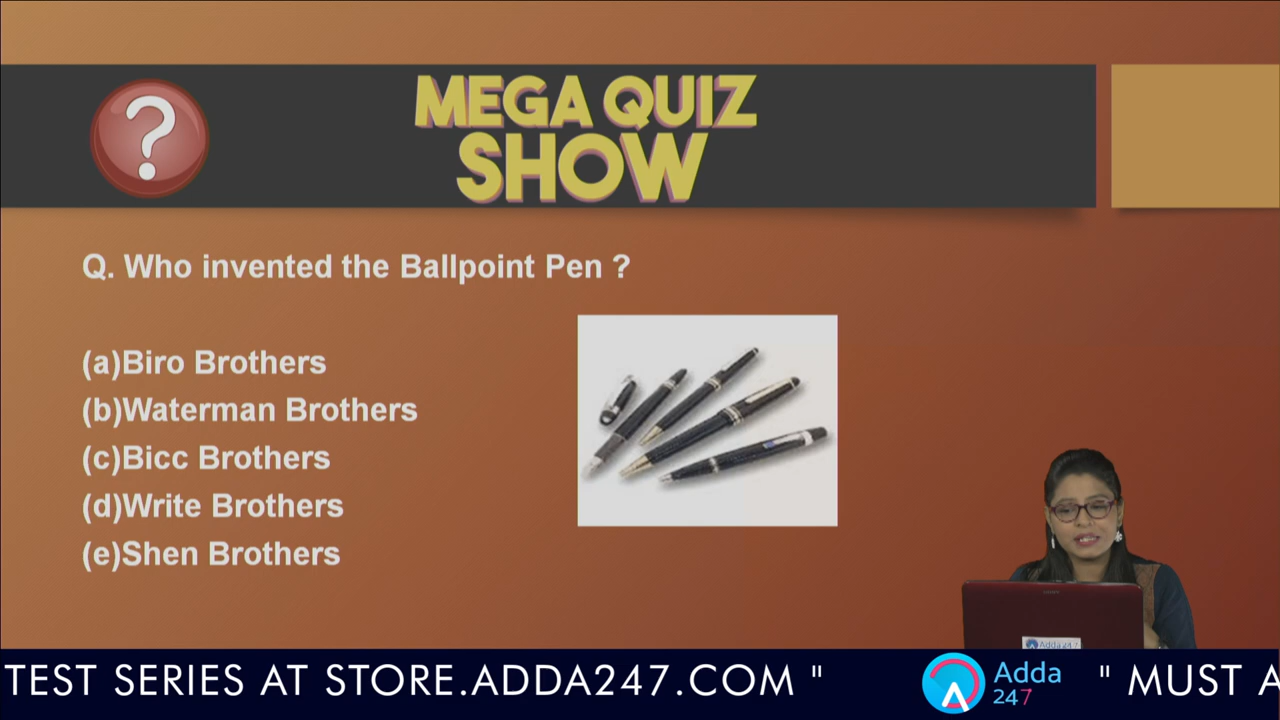 ?
MEGA QUIZ
SHOW
Q. Who invented the Ballpoint Pen ?
(a)Biro Brothers
(b)Waterman Brothers
(c)Bicc Brothers
(d)Write Brothers
(e)Shen Brothers
Adda247
TEST SERIES AT STORE.ADDA247.COM "
Adda
247
" MUST A